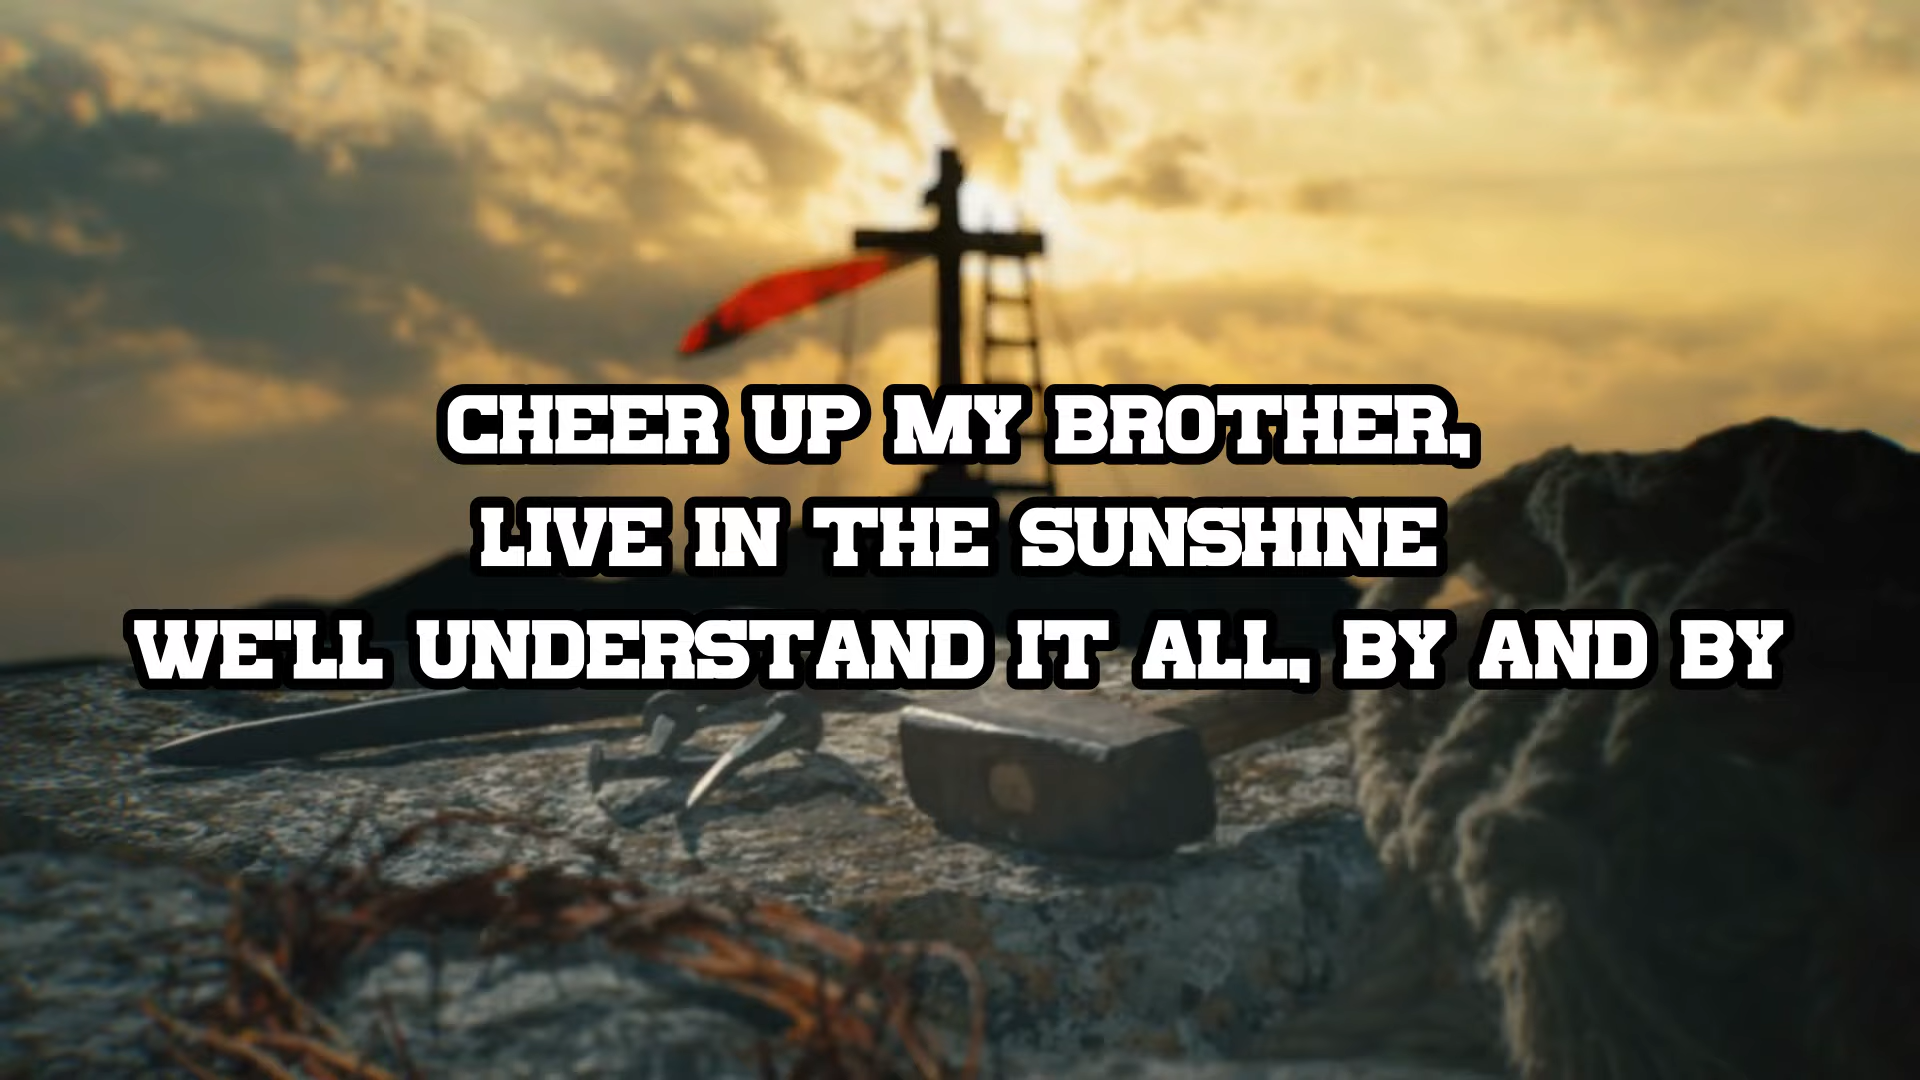 CHEER UP MY BROTHER,
LIVE IN THE SUNSHINE
WE'LL UNDERSTAND IT ALL, BY AND BY